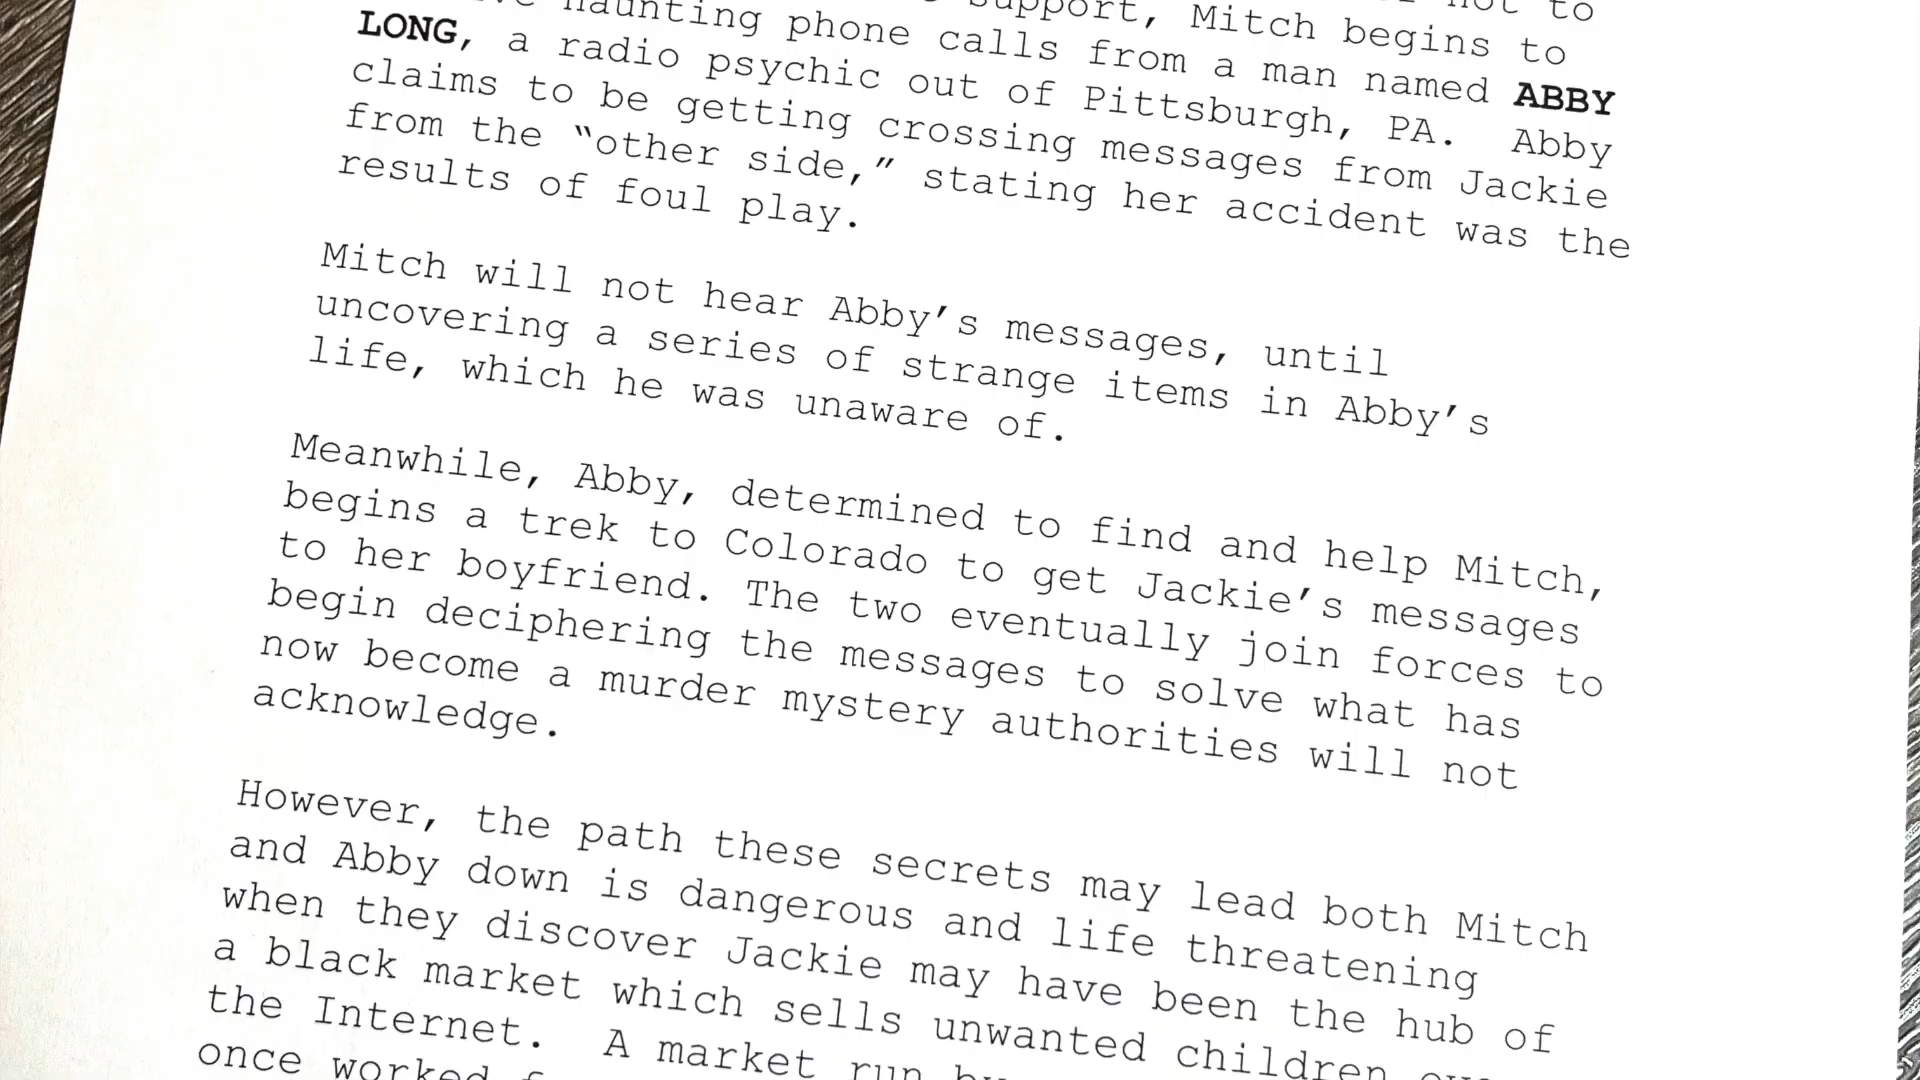 haunting phone calls from a man named ABBY
support, Mitch begins to
LONG, a radio psychic out of Pittsburgh, PA.  Abby
claims to be getting crossing messages from Jackie
from the “other side,” stating her accident was the
results of foul play.
Mitch will not hear Abby’s messages, until
uncovering a series of strange items in Abby’s
life, which he was unaware of.
Meanwhile, Abby, determined to find and help Mitch,
begins a trek to Colorado to get Jackie’s messages
to her boyfriend. The two eventually join forces to
begin deciphering the messages to solve what has
now become a murder mystery authorities will not
acknowledge.
However, the path these secrets may lead both Mitch
and Abby down is dangerous and life threatening
when they discover Jackie may have been the hub of
a black market which sells unwanted children
the Internet.  A market run
once worked